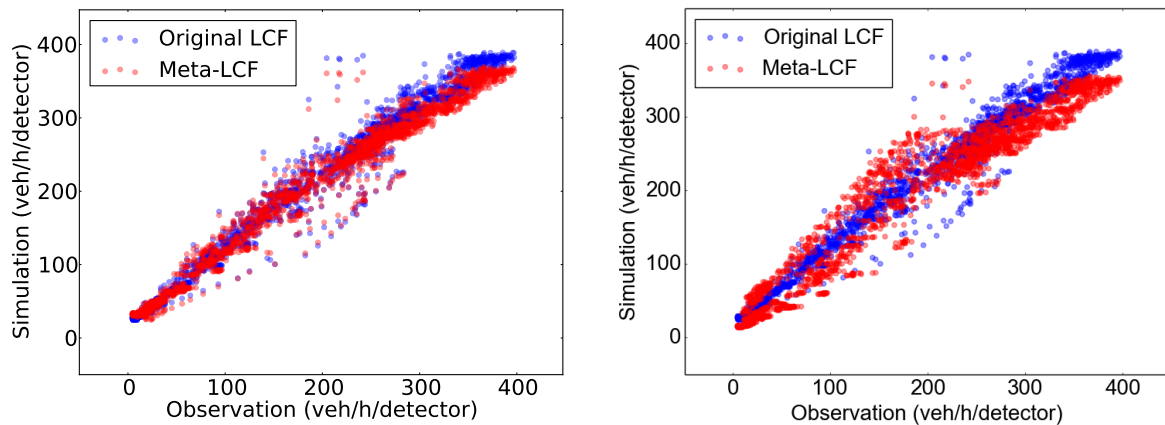 Simulation (veh/h/detector)
400
300
200
100
0
Original LCF
Meta-LCF
0 100 200 300 400
Observation (veh/h/detector)
Simulation (veh/h/detector)
400
300
200
100
0
Original LCF
Meta-LCF
0 100 200 300 400
Observation (veh/h/detector)